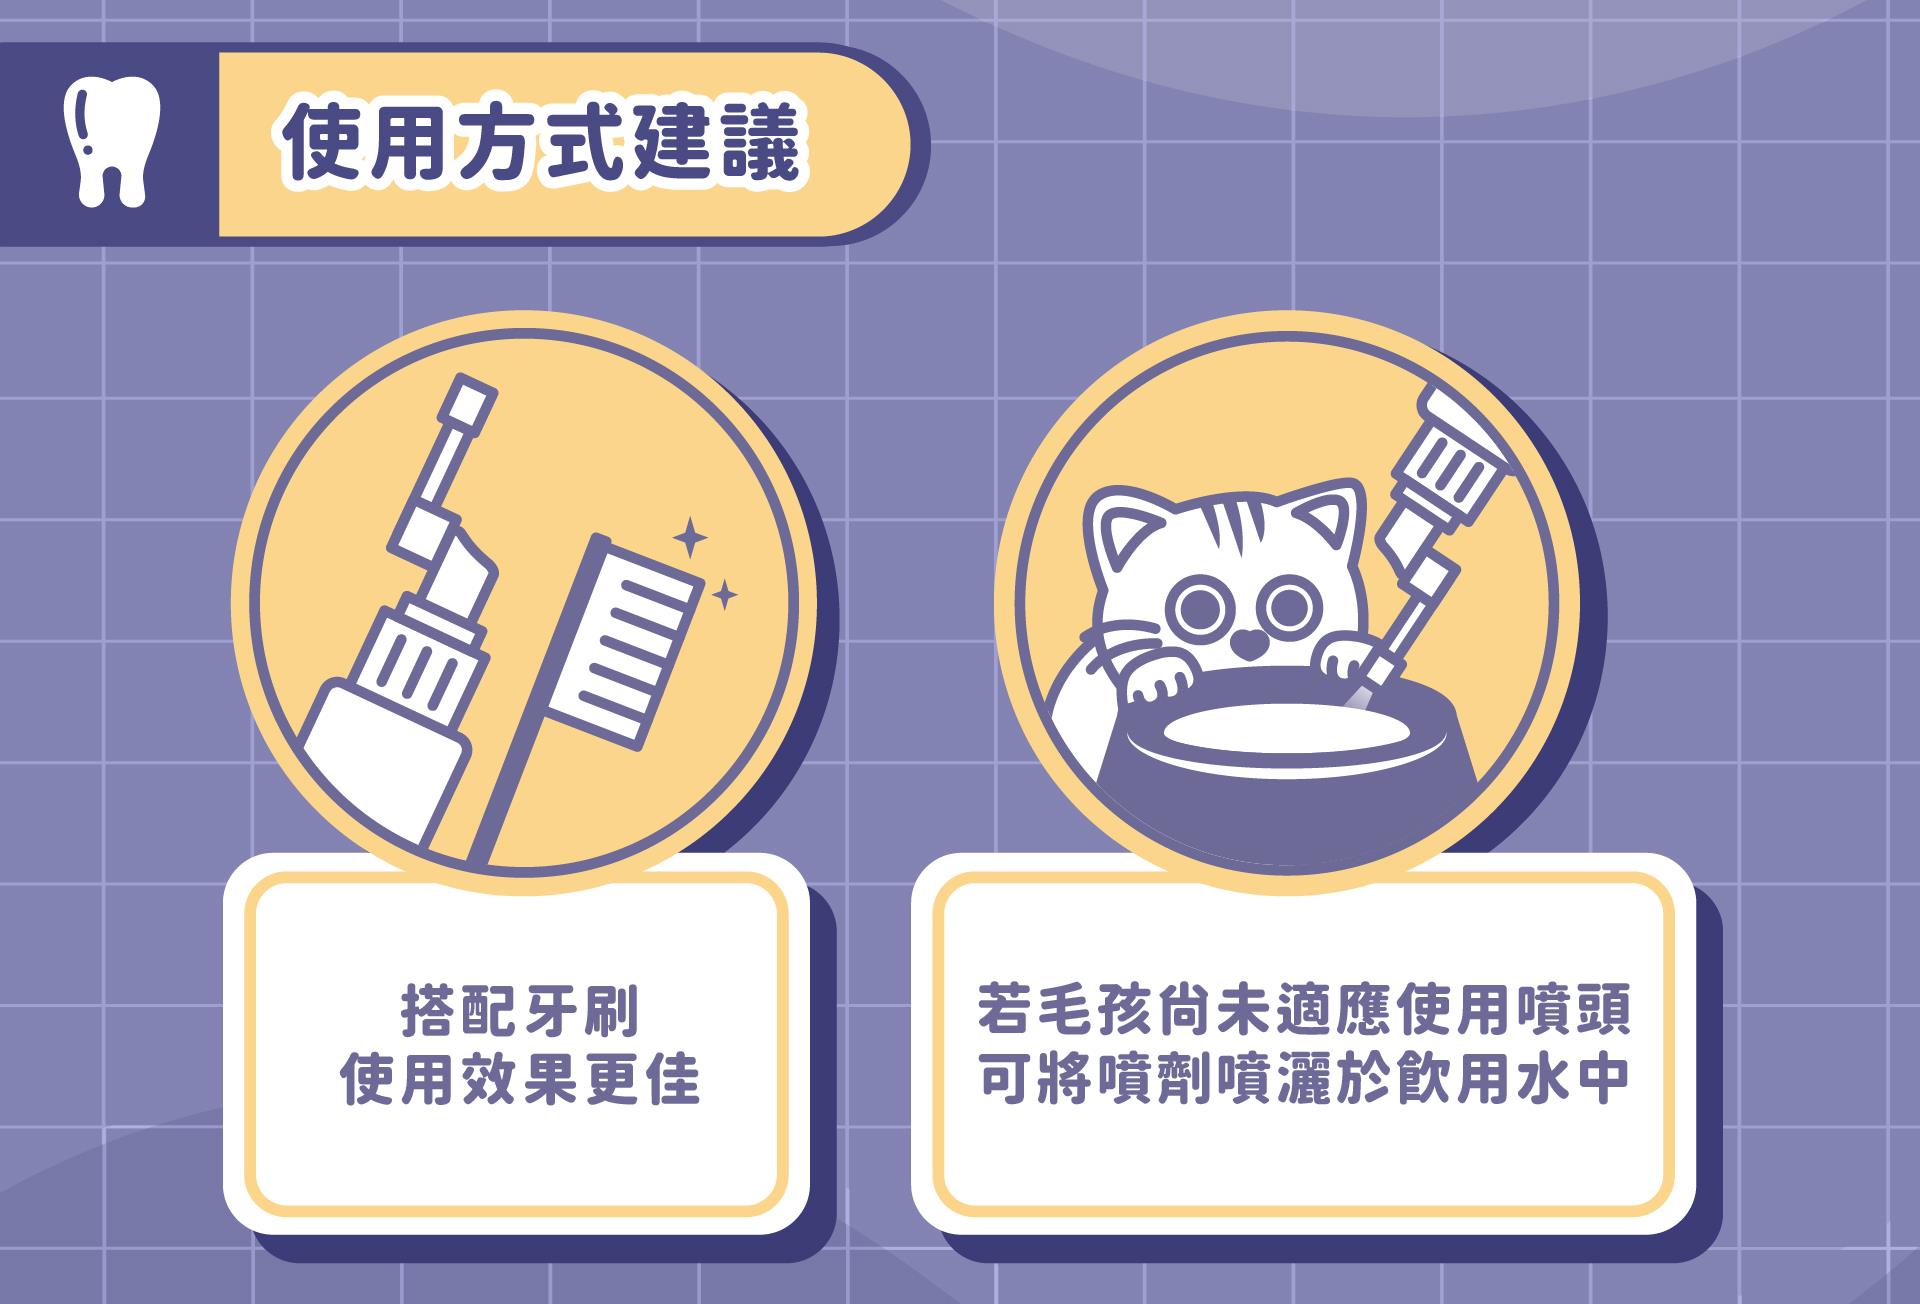 使用方式建議
搭配牙刷
使用效果更佳
若毛孩尚未適應使用噴頭
可將噴劑噴灑於飲用水中